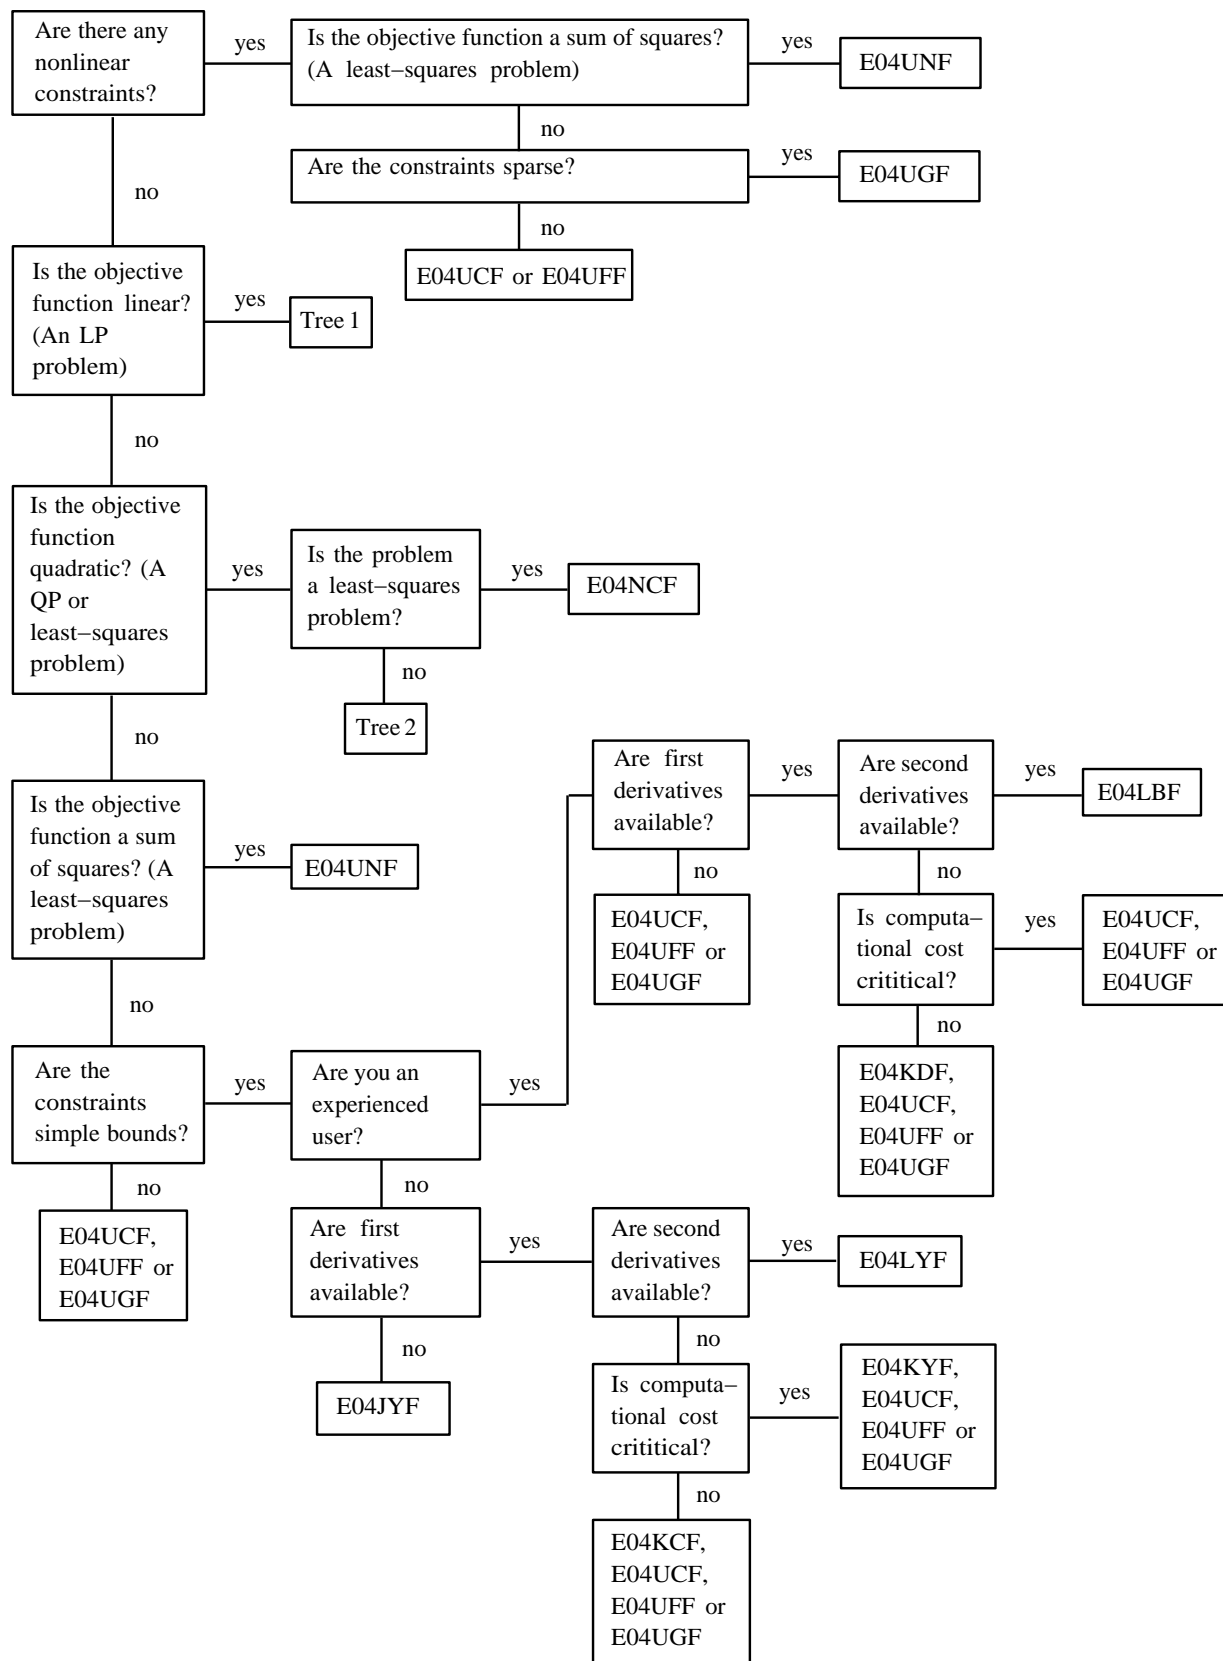 Are there any
nonlinear
constraints?
yes
Is the objective function a sum of squares?
(A least–squares problem)
yes
E04UNF
no
Are the constraints sparse?
yes
E04UGF
no
E04UCF or E04UFF
no
Is the objective
function linear?
(An LP
problem)
yes
Tree 1
no
Is the objective
function
quadratic? (A
QP or
least–squares
problem)
yes
Is the problem
a least–squares
problem?
yes
E04NCF
no
Tree 2
no
Is the objective
function a sum
of squares? (A
least–squares
problem)
yes
E04UNF
no
Are the
constraints
simple bounds?
yes
Are you an
experienced
user?
yes
Are first
derivatives
available?
yes
Are second
derivatives
available?
yes
E04LBF
no
E04UCF,
E04UFF or
E04UGF
no
Is computa–
tional cost
crititical?
yes
E04UCF,
E04UFF or
E04UGF
no
E04KDF,
E04UCF,
E04UFF or
E04UGF
no
E04UCF,
E04UFF or
E04UGF
no
Are first
derivatives
available?
yes
Are second
derivatives
available?
yes
E04LYF
no
E04JYF
no
Is computa–
tional cost
crititical?
yes
E04KYF,
E04UCF,
E04UFF or
E04UGF
no
E04KCF,
E04UCF,
E04UFF or
E04UGF